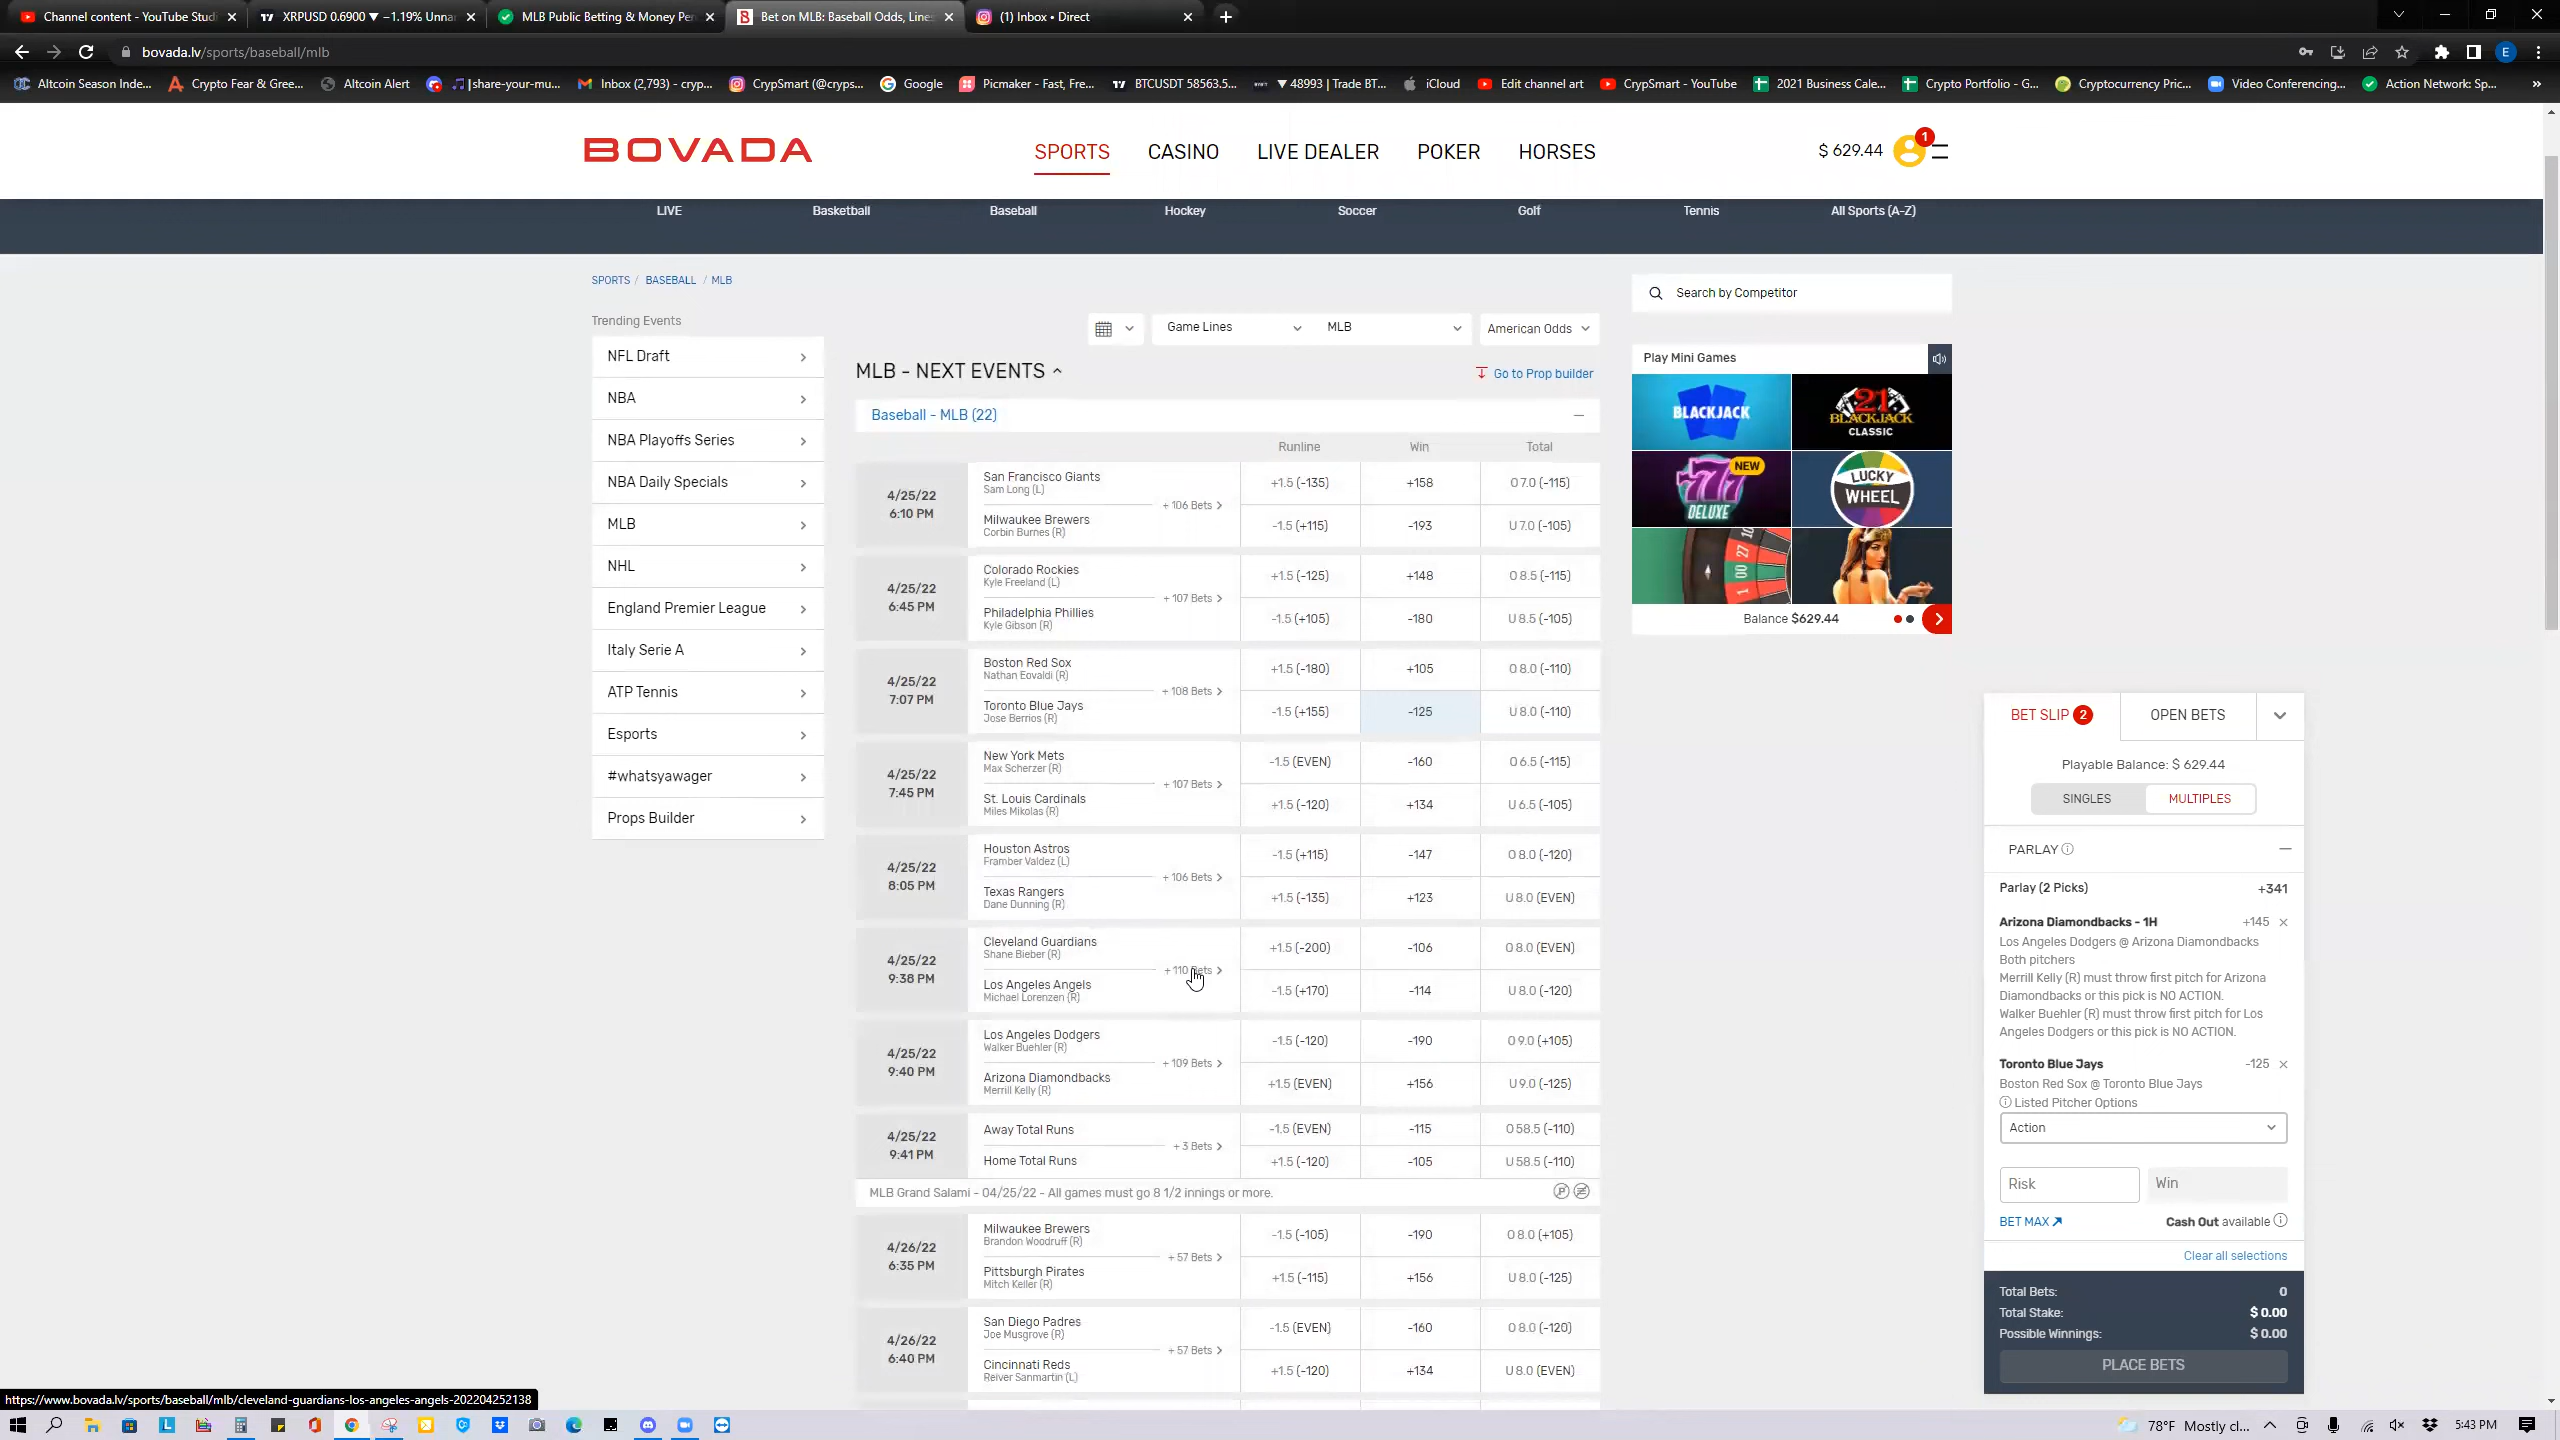 Channel content - YouTube Studi
XRPUSD 0.6900 ▼ −1.19% Unna
MLB Public Betting & Money Per
Bet on MLB: Baseball Odds, Line
(1) Inbox • Direct
bovada.lv/sports/baseball/mlb
E
Altcoin Season Inde...
Crypto Fear & Gree...
Altcoin Alert
|share-your-mu...
Inbox (2,793) - cryp...
CrypSmart (@cryps...
Google
Picmaker - Fast, Fre...
BTCUSDT 58563.5...
▼ 48993 | Trade BT...
iCloud
Edit channel art
CrypSmart - YouTube
2021 Business Cale...
Crypto Portfolio - G...
Cryptocurrency Pric...
Video Conferencing...
Action Network: Sp...
»
BOVADA
SPORTS CASINO LIVE DEALER POKER HORSES
$ 629.44
1
LIVE Basketball Baseball Hockey Soccer Golf Tennis All Sports (A-Z)
SPORTS / BASEBALL / MLB
Trending Events
NFL Draft
NBA
NBA Playoffs Series
NBA Daily Specials
MLB
NHL
England Premier League
Italy Serie A
ATP Tennis
Esports
#whatsyawager
Props Builder
Game Lines
MLB
American Odds
MLB - NEXT EVENTS
Go to Prop builder
Baseball - MLB (22)
Runline Win Total
4/25/22
6:10 PM
San Francisco Giants
Sam Long (L)
+ 106 Bets
Milwaukee Brewers
Corbin Burnes (R)
+1.5 (-135) +158 O 7.0 (-115)
-1.5 (+115) -193 U 7.0 (-105)
4/25/22
6:45 PM
Colorado Rockies
Kyle Freeland (L)
+ 107 Bets
Philadelphia Phillies
Kyle Gibson (R)
+1.5 (-125) +148 O 8.5 (-115)
-1.5 (+105) -180 U 8.5 (-105)
4/25/22
7:07 PM
Boston Red Sox
Nathan Eovaldi (R)
+ 108 Bets
Toronto Blue Jays
Jose Berrios (R)
+1.5 (-180) +105 O 8.0 (-110)
-1.5 (+155) -125 U 8.0 (-110)
4/25/22
7:45 PM
New York Mets
Max Scherzer (R)
+ 107 Bets
St. Louis Cardinals
Miles Mikolas (R)
-1.5 (EVEN) -160 O 6.5 (-115)
+1.5 (-120) +134 U 6.5 (-105)
4/25/22
8:05 PM
Houston Astros
Framber Valdez (L)
+ 106 Bets
Texas Rangers
Dane Dunning (R)
-1.5 (+115) -147 O 8.0 (-120)
+1.5 (-135) +123 U 8.0 (EVEN)
4/25/22
9:38 PM
Cleveland Guardians
Shane Bieber (R)
+ 110 Bets
Los Angeles Angels
Michael Lorenzen (R)
+1.5 (-200) -106 O 8.0 (EVEN)
-1.5 (+170) -114 U 8.0 (-120)
4/25/22
9:40 PM
Los Angeles Dodgers
Walker Buehler (R)
+ 109 Bets
Arizona Diamondbacks
Merrill Kelly (R)
-1.5 (-120) -190 O 9.0 (+105)
+1.5 (EVEN) +156 U 9.0 (-125)
4/25/22
9:41 PM
Away Total Runs
+ 3 Bets
Home Total Runs
-1.5 (EVEN) -115 O 58.5 (-110)
+1.5 (-120) -105 U 58.5 (-110)
MLB Grand Salami - 04/25/22 - All games must go 8 1/2 innings or more.
4/26/22
6:35 PM
Milwaukee Brewers
Brandon Woodruff (R)
+ 57 Bets
Pittsburgh Pirates
Mitch Keller (R)
-1.5 (-105) -190 O 8.0 (+105)
+1.5 (-115) +156 U 8.0 (-125)
4/26/22
6:40 PM
San Diego Padres
Joe Musgrove (R)
+ 57 Bets
Cincinnati Reds
Reiver Sanmartin (L)
-1.5 (EVEN) -160 O 8.0 (-120)
+1.5 (-120) +134 U 8.0 (EVEN)
Search by Competitor
Play Mini Games
BLACKJACK
21
BLACKJACK
CLASSIC
NEW
777
DELUXE
LUCKY
WHEEL
Balance $629.44
BET SLIP 2
OPEN BETS
Playable Balance: $ 629.44
SINGLES MULTIPLES
PARLAY
Parlay (2 Picks) +341
Arizona Diamondbacks - 1H +145
Los Angeles Dodgers @ Arizona Diamondbacks
Both pitchers
Merrill Kelly (R) must throw first pitch for Arizona
Diamondbacks or this pick is NO ACTION.
Walker Buehler (R) must throw first pitch for Los
Angeles Dodgers or this pick is NO ACTION.
Toronto Blue Jays -125
Boston Red Sox @ Toronto Blue Jays
Listed Pitcher Options
Action
Risk Win
BET MAX
Cash Out available
Clear all selections
Total Bets: 0
Total Stake: $ 0.00
Possible Winnings: $ 0.00
PLACE BETS
https://www.bovada.lv/sports/baseball/mlb/cleveland-guardians-los-angeles-angels-202204252138
78°F Mostly cl...
5:43 PM